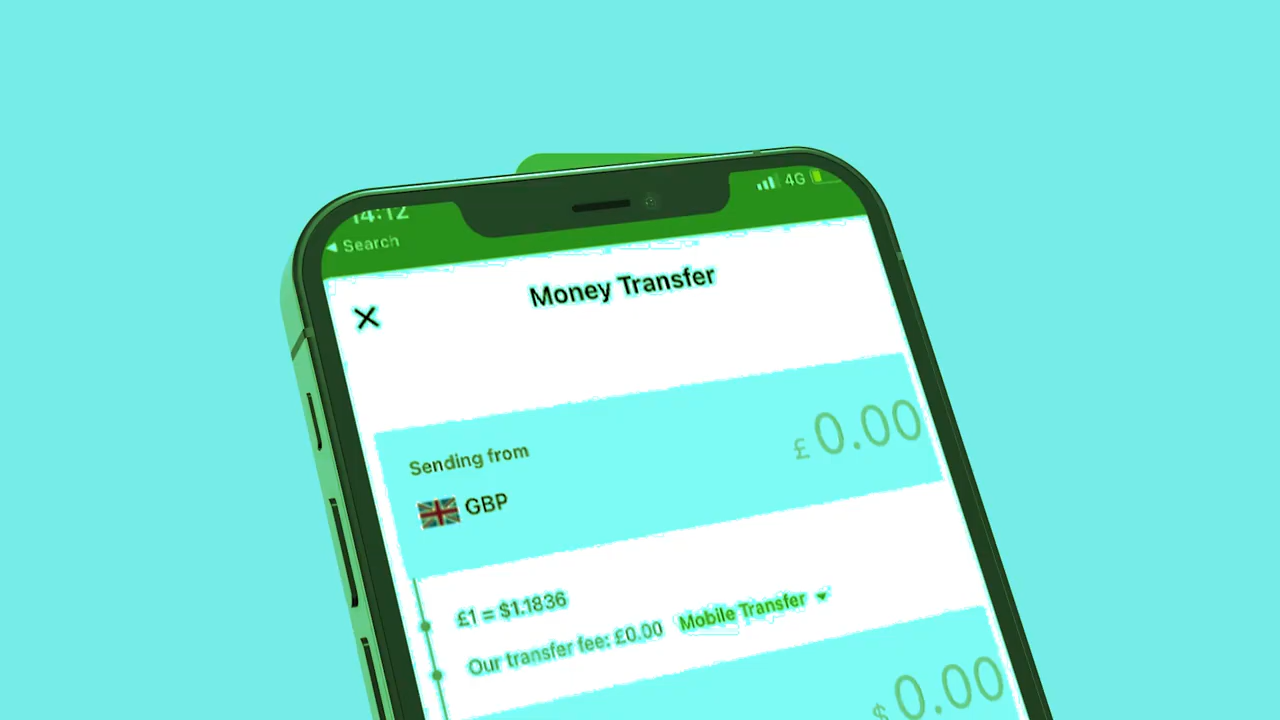 14:12
4G
◀ Search
Money Transfer
Sending from
£ 0.00
GBP
£1 = $1.1836
Our transfer fee: £0.00 Mobile Transfer
$ 0.00